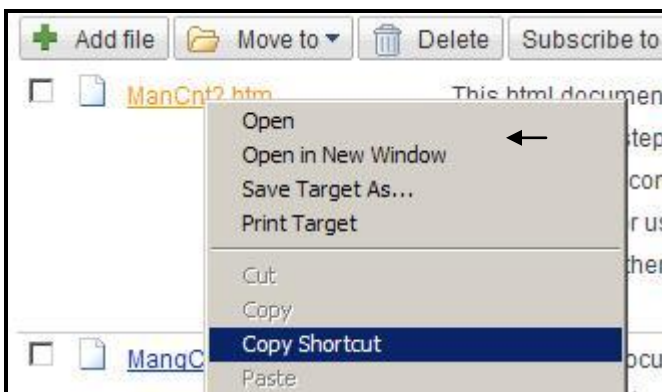 Add file Move to Delete Subscribe to
ManCnt2.htm This html documen
Open
step
Open in New Window
Save Target As...
Print Target
Cut
Copy
Copy Shortcut
Paste